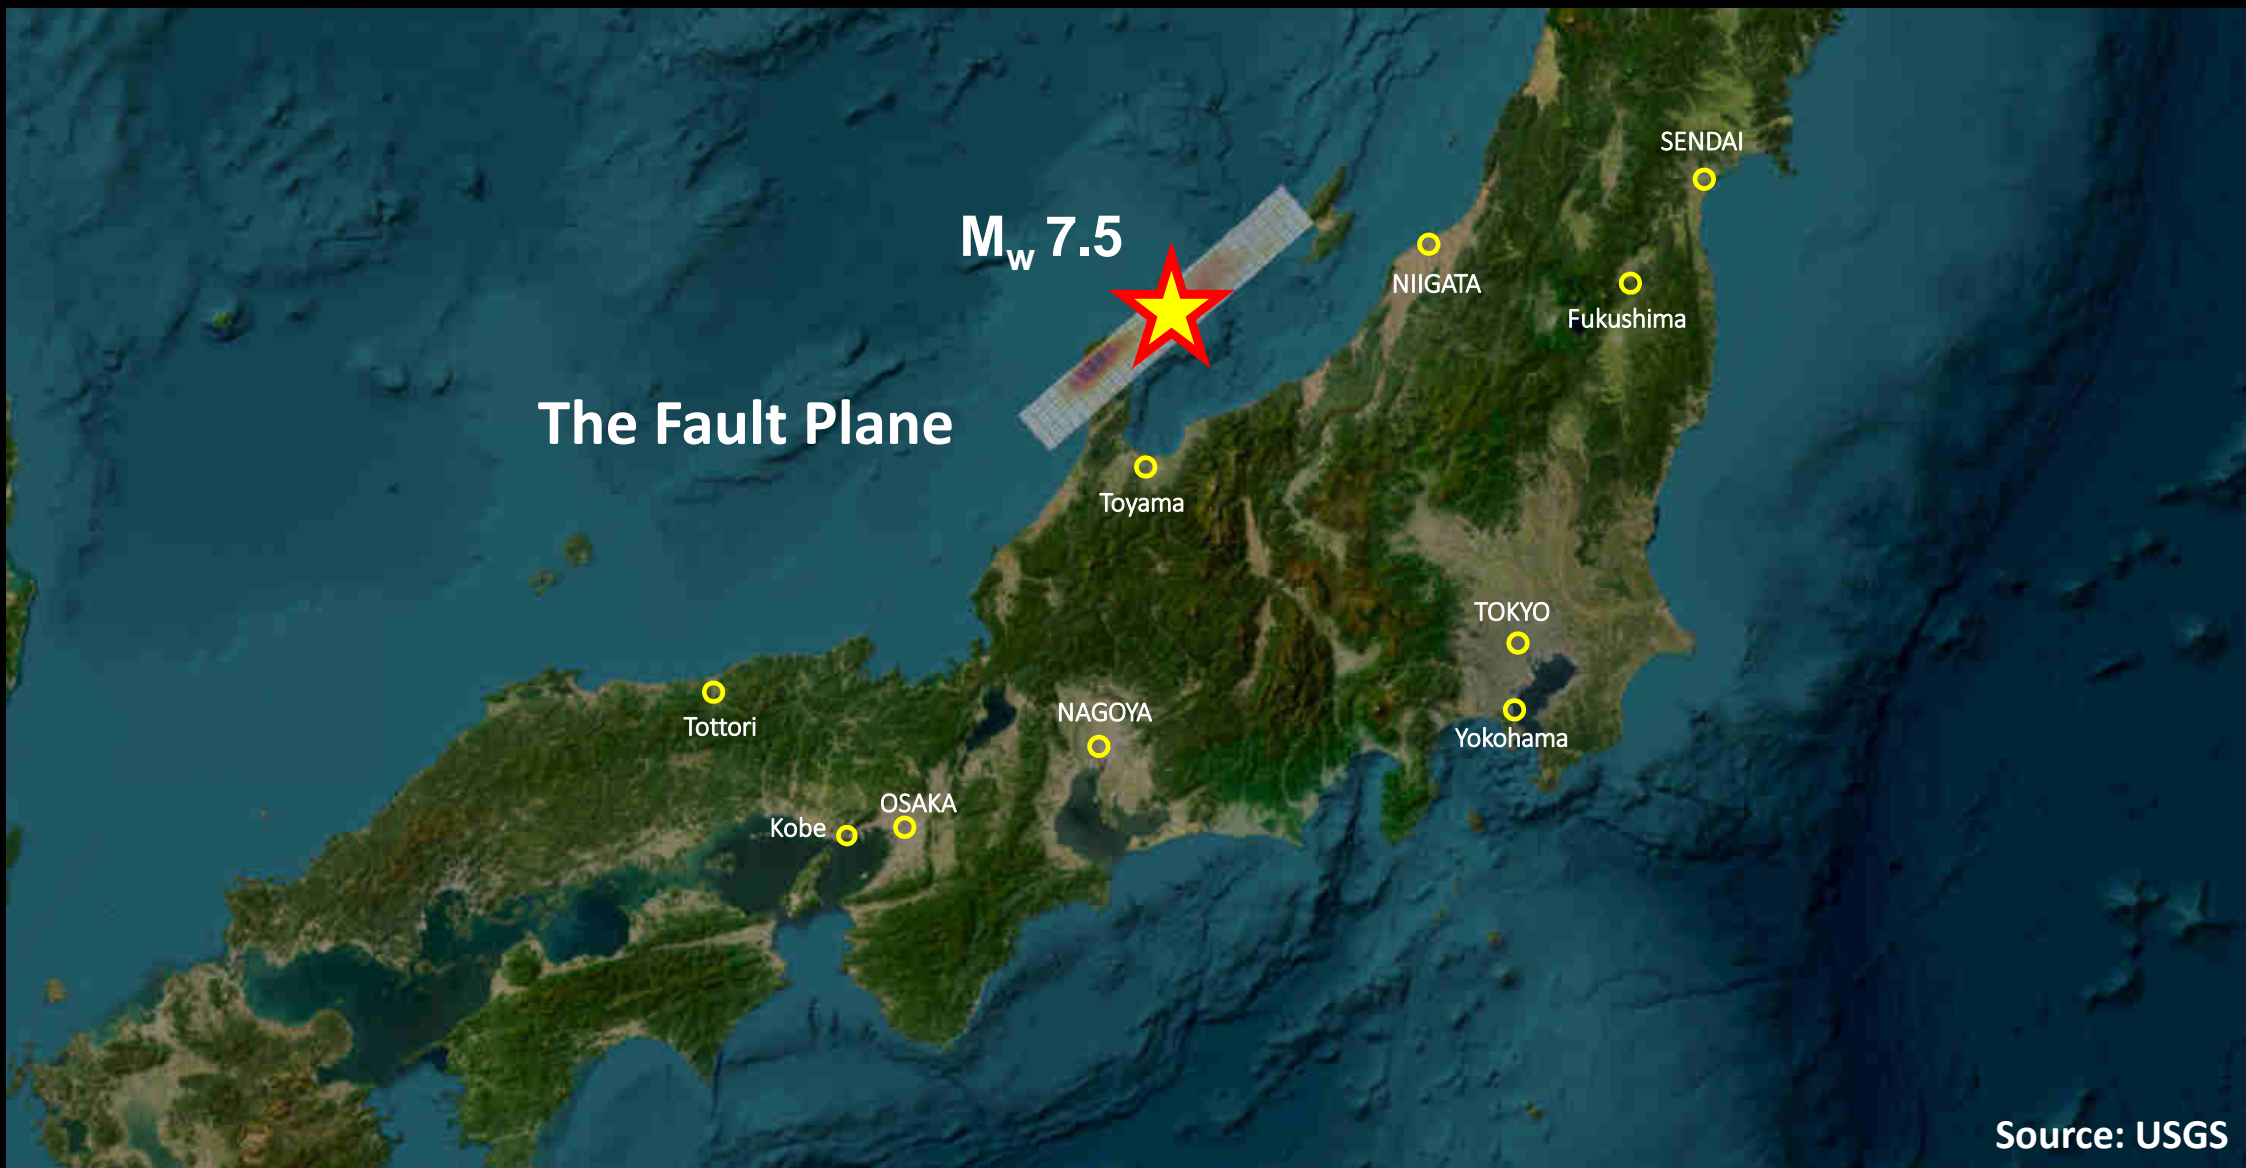 SENDAI
Mw 7.5
NIIGATA
Fukushima
The Fault Plane
Toyama
TOKYO
NAGOYA
Tottori
Yokohama
OSAKA
Kobe
Source: USGS